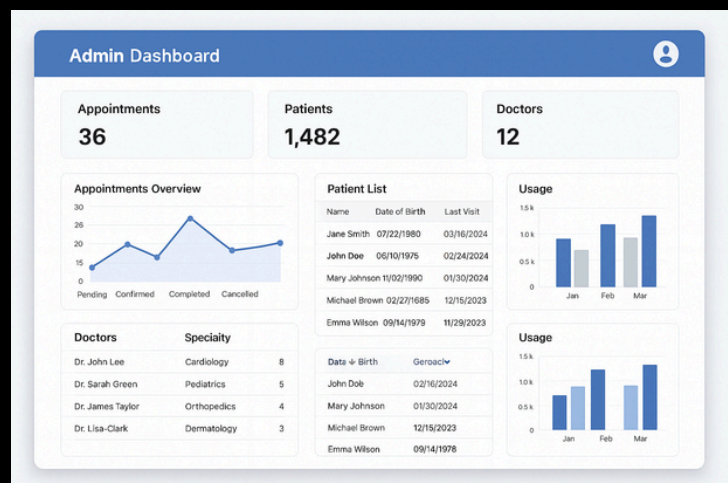 Admin Dashboard
Appointments
36
Patients
1,482
Doctors
12
Appointments Overview
30
26
20
15
0
Pending Confirmed Completed Cancelled
Patient List
Name Date of Birth Last Visit
Jane Smith 07/22/1980 03/16/2024
John Doe 06/10/1975 02/24/2024
Mary Johnson 11/02/1990 01/30/2024
Michael Brown 02/27/1685 12/15/2023
Emma Wilson 09/14/1979 11/29/2023
Usage
1.5 k
1.0 k
0.5 k
0
Jan Feb Mar
Doctors Speciaity
Dr. John Lee Cardiology 8
Dr. Sarah Green Pediatrics 5
Dr. James Taylor Orthopedics 4
Dr. Lisa-Clark Dermatology 3
Data ↓ Birth Geroacl
John Dob 02/16/2024
Mary Johnson 01/30/2024
Michael Brown 12/15/2023
Emma Wilson 09/14/1978
Usage
1.5 k
1.0 k
0.5 k
0
Jan Feb Mar